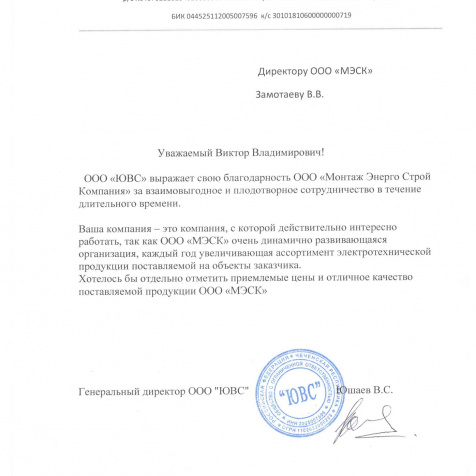 БИК 044525112005007596 к/с 30101810600000000719
Директору ООО «МЭСК»
Замотаеву В.В.
Уважаемый Виктор Владимирович!
ООО «ЮВС» выражает свою благодарность ООО «Монтаж Энерго Строй
Компания» за взаимовыгодное и плодотворное сотрудничество в течение
длительного времени.
Ваша компания – это компания, с которой действительно интересно
работать, так как ООО «МЭСК» очень динамично развивающаяся
организация, каждый год увеличивающая ассортимент электротехнической
продукции поставляемой на объекты заказчика.
Хотелось бы отдельно отметить приемлемые цены и отличное качество
поставляемой продукции ООО «МЭСК»
Генеральный директор ООО "ЮВС"
"ЮВС"
Юшаев В.С.